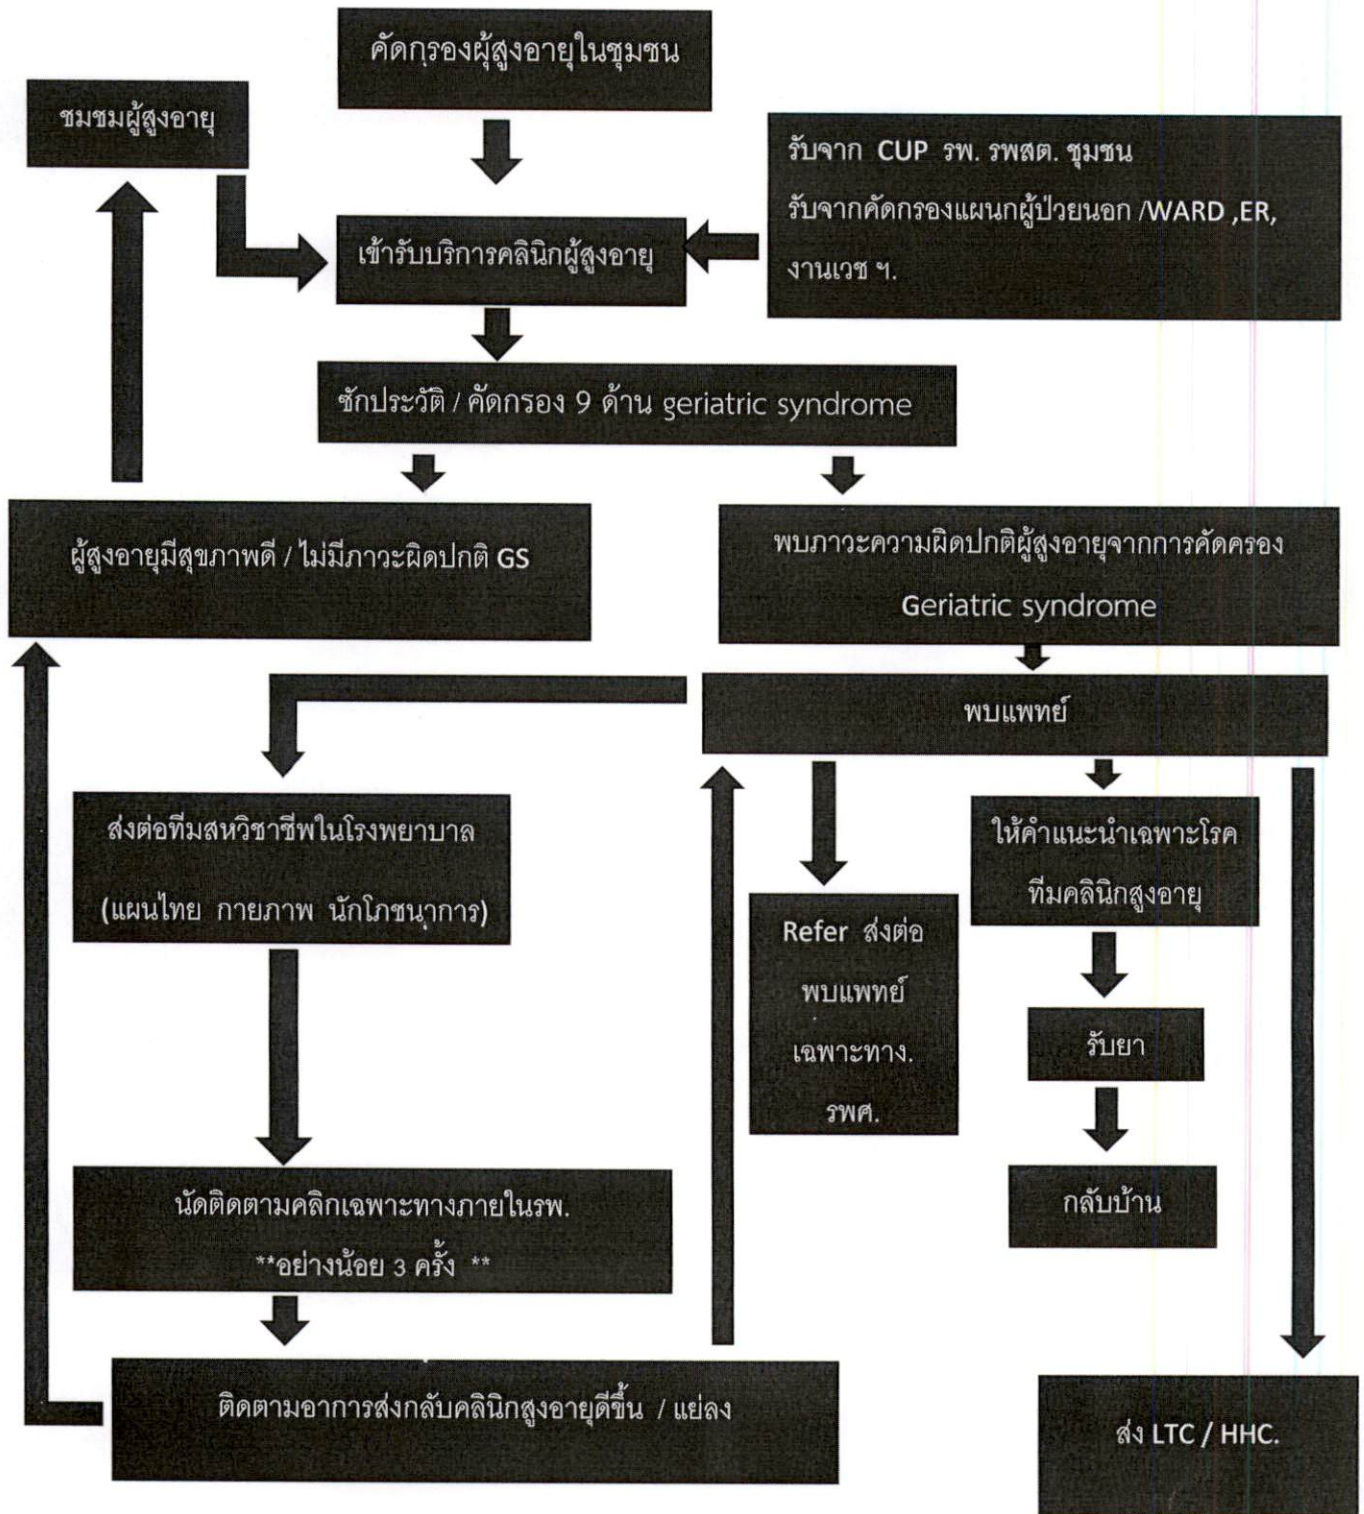 คัดกรองผู้สูงอายุในชุมชน
ชมชมผู้สูงอายุ
รับจาก CUP รพ. รพสต. ชุมชน
รับจากคัดกรองแผนกผู้ป่วยนอก /WARD ,ER,
งานเวช ฯ.
เข้ารับบริการคลินิกผู้สูงอายุ
ซักประวัติ / คัดกรอง 9 ด้าน geriatric syndrome
ผู้สูงอายุมีสุขภาพดี / ไม่มีภาวะผิดปกติ GS
พบภาวะความผิดปกติผู้สูงอายุจากการคัดครอง
Geriatric syndrome
พบแพทย์
ส่งต่อทีมสหวิชาชีพในโรงพยาบาล
(แผนไทย กายภาพ นักโภชนาการ)
ให้คำแนะนำเฉพาะโรค
ทีมคลินิกสูงอายุ
Refer ส่งต่อ
พบแพทย์
เฉพาะทาง.
รพศ.
รับยา
นัดติดตามคลิกเฉพาะทางภายในรพ.
**อย่างน้อย 3 ครั้ง **
กลับบ้าน
ติดตามอาการส่งกลับคลินิกสูงอายุดีขึ้น / แย่ลง
ส่ง LTC / HHC.